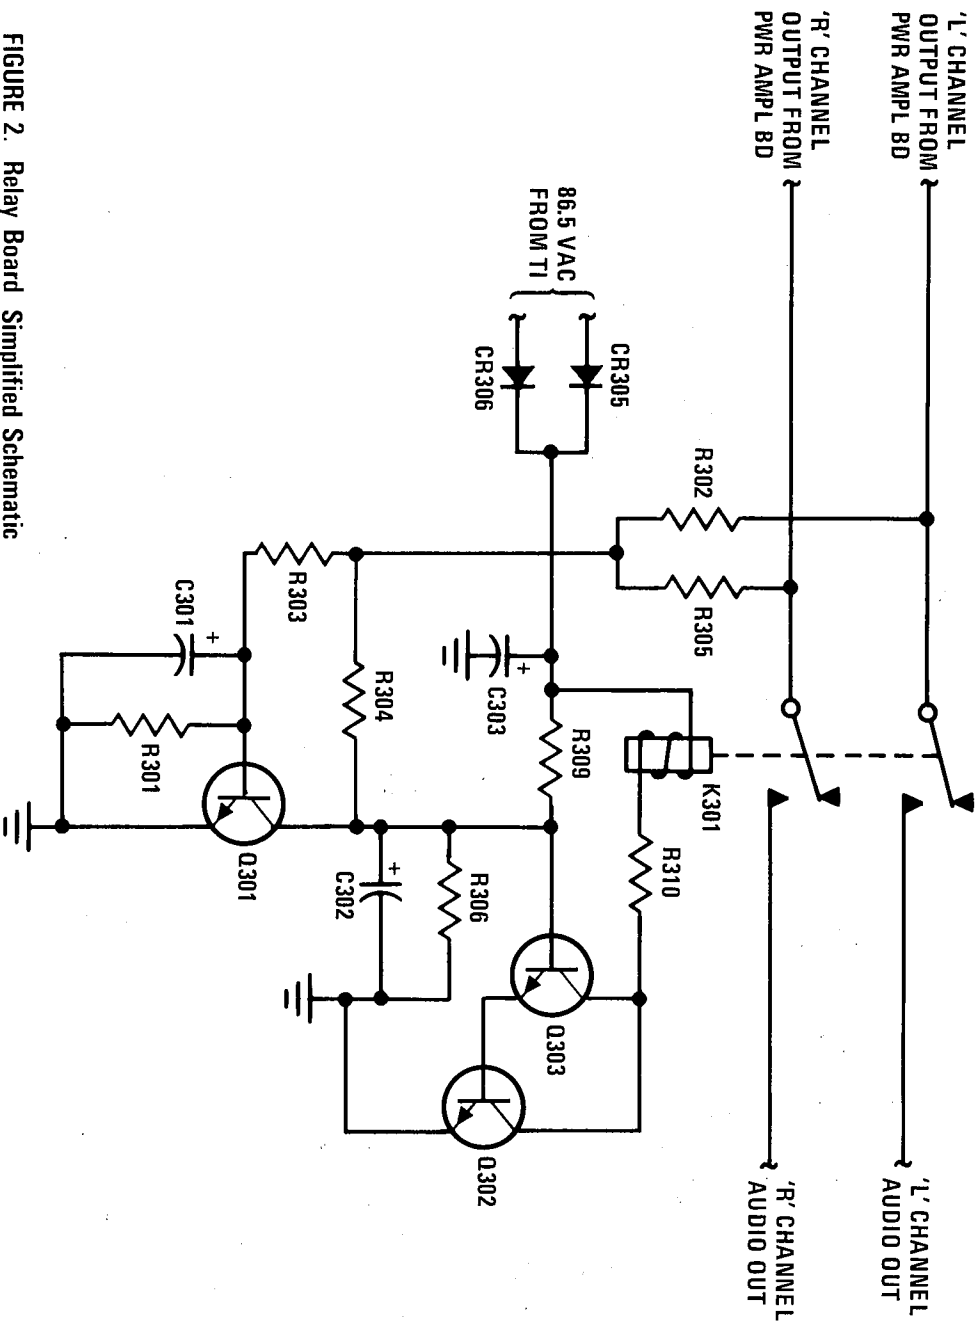 'L' CHANNEL
OUTPUT FROM
PWR AMPL BD
'R' CHANNEL
OUTPUT FROM
PWR AMPL BD
'L' CHANNEL
AUDIO OUT
'R' CHANNEL
AUDIO OUT
R302
R305
K301
R310
86.5 VAC
FROM TI
CR305
CR306
+
C303
R309
Q303
Q302
R303
R304
R306
+
C302
+
C301
R301
Q301
FIGURE 2. Relay Board Simplified Schematic